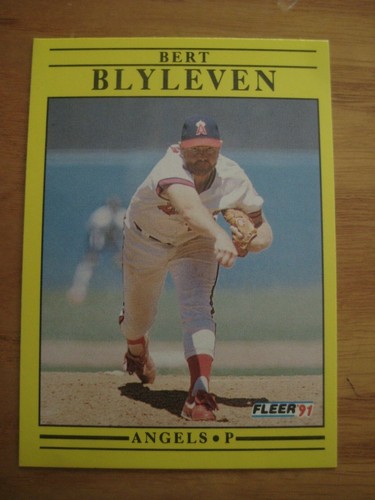 BERT
BLYLEVEN
A
FLEER '91
ANGELS • P